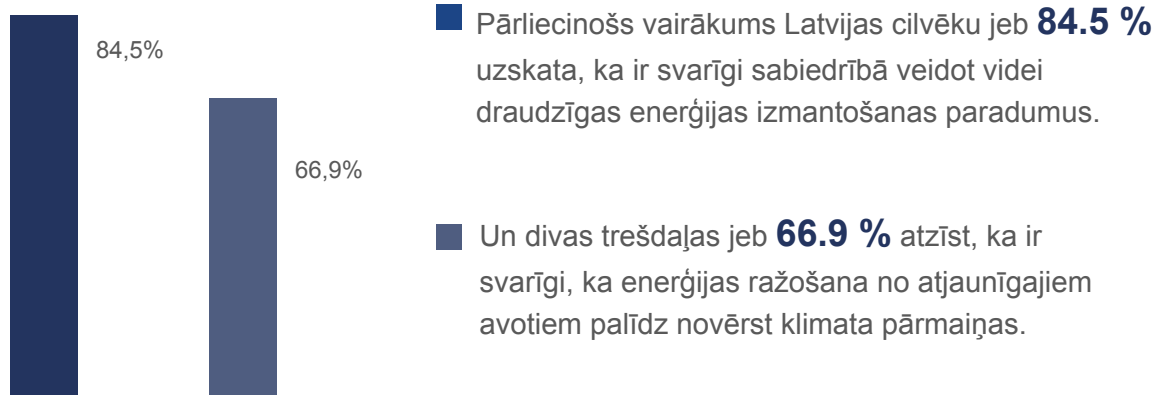 84,5%
66,9%
Pārliecinošs vairākums Latvijas cilvēku jeb 84.5 %
uzskata, ka ir svarīgi sabiedrībā veidot videi
draudzīgas enerģijas izmantošanas paradumus.
Un divas trešdaļas jeb 66.9 % atzīst, ka ir
svarīgi, ka enerģijas ražošana no atjaunīgajiem
avotiem palīdz novērst klimata pārmaiņas.